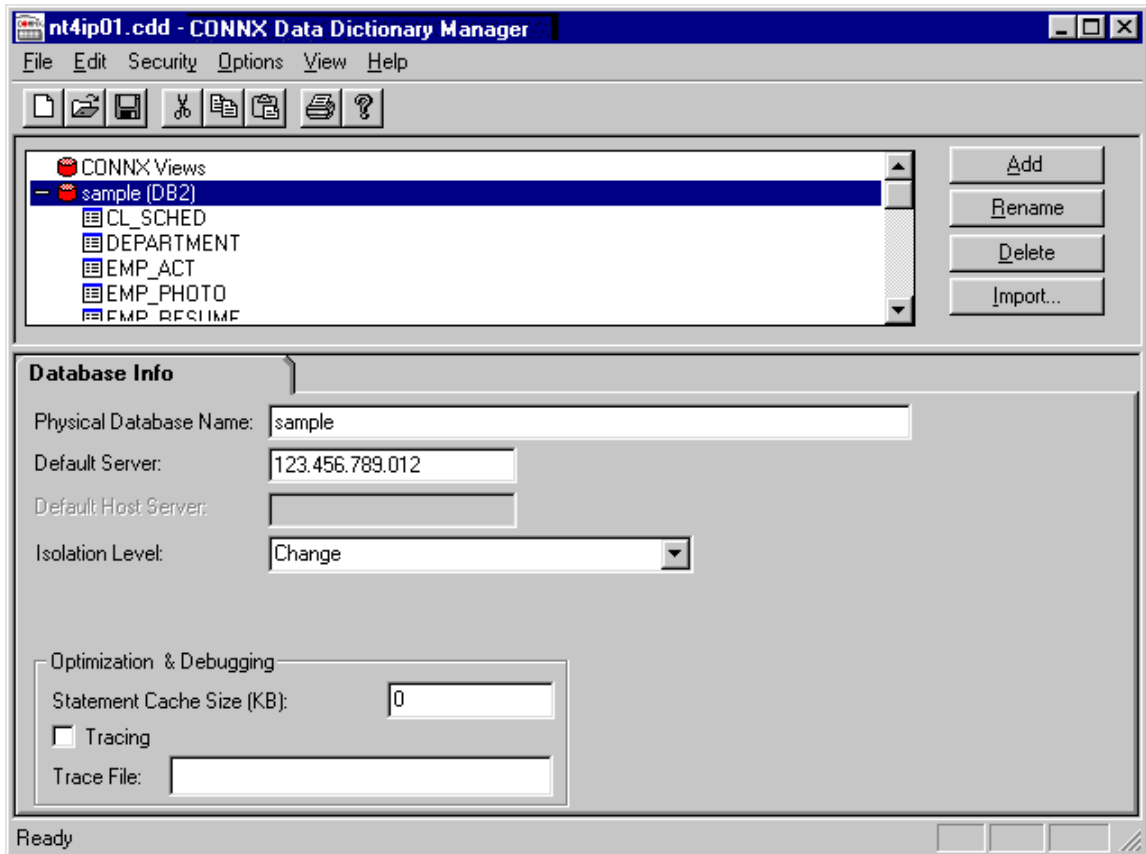 nt4ip01.cdd - CONNX Data Dictionary Manager
File Edit Security Options View Help
CONNX Views
sample (DB2)
CL_SCHED
DEPARTMENT
EMP_ACT
EMP_PHOTO
EMP_RESUME
Add
Rename
Delete
Import...
Database Info
Physical Database Name: sample
Default Server: 123.456.789.012
Default Host Server:
Isolation Level: Change
Optimization & Debugging
Statement Cache Size (KB): 0
Tracing
Trace File:
Ready